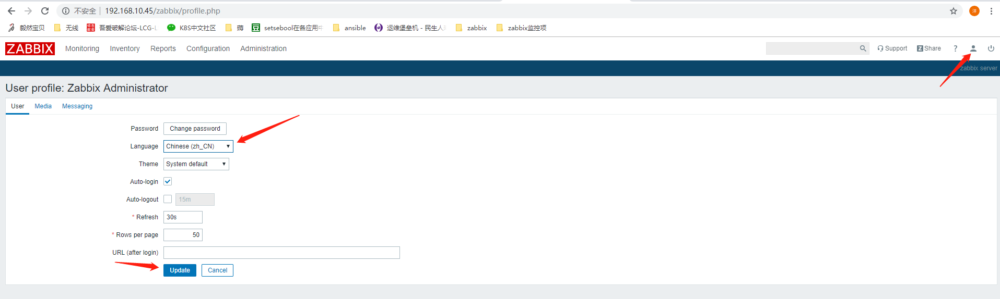 不安全 | 192.168.10.45/zabbix/profile.php
洋
毅然宝贝 无线 吾爱破解论坛-LCG-L K8S中文社区 薅 setsebool在各应用中 ansible 运维堡垒机 - 民生人寿 zabbix zabbix监控项
ZABBIX Monitoring Inventory Reports Configuration Administration Support Z Share ?
zabbix server
User profile: Zabbix Administrator
User Media Messaging
Password Change password
Language Chinese (zh_CN)
Theme System default
Auto-login
Auto-logout 15m
* Refresh 30s
* Rows per page 50
URL (after login)
Update Cancel